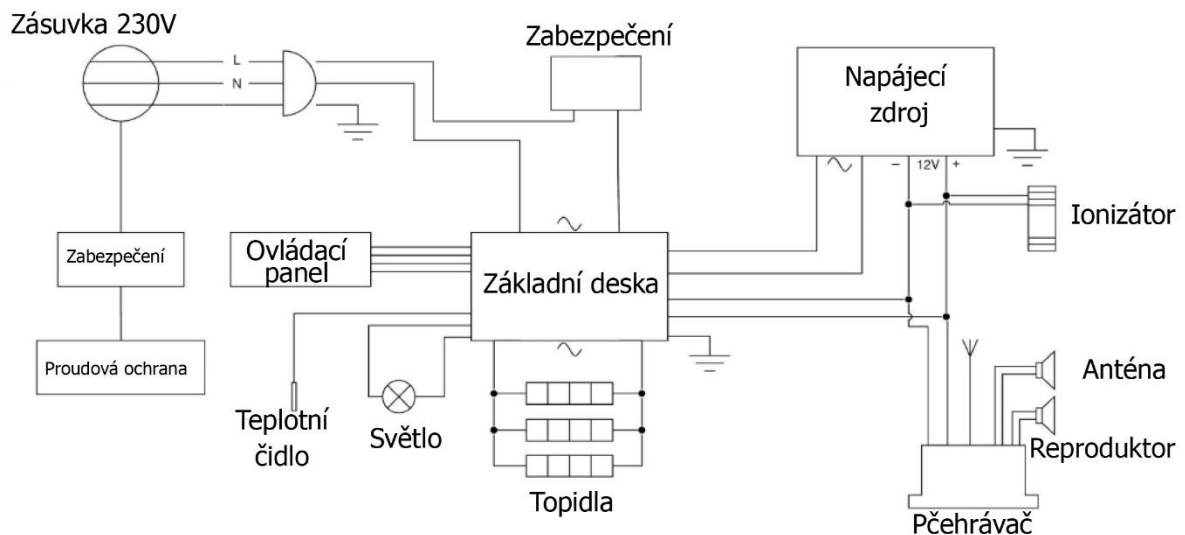 Zásuvka 230V
L
N
Zabezpečení
Napájecí
zdroj
- 12V +
Ionizátor
Zabezpečení
Ovládací
panel
Základní deska
Proudová ochrana
Teplotní
čidlo
Světlo
Topidla
Anténa
Reproduktor
Pčehrávač